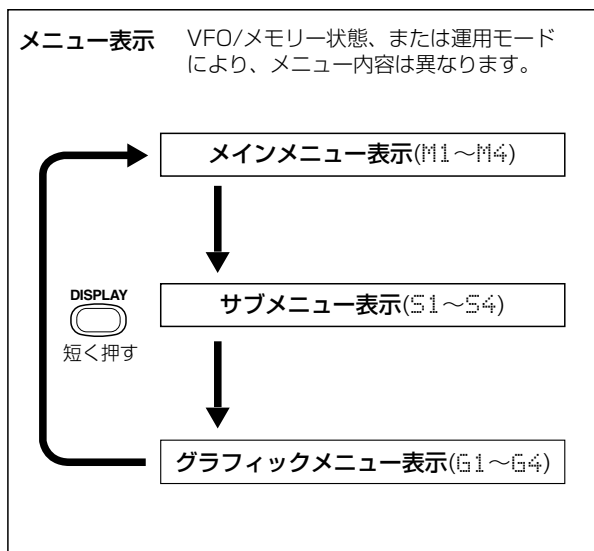 メニュー表示
VFO/メモリー状態、または運用モード
により、メニュー内容は異なります。
メインメニュー表示(M1〜M4)
DISPLAY
短く押す
サブメニュー表示(S1〜S4)
グラフィックメニュー表示(G1〜G4)